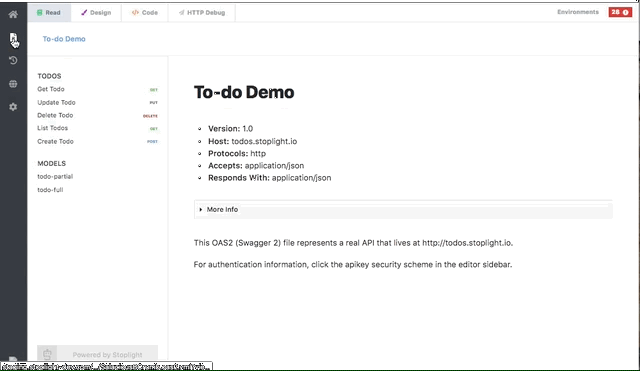 Read
Design
Code
HTTP Debug
Environments
28
To-do Demo
TODOS
Get Todo GET
Update Todo PUT
Delete Todo DELETE
List Todos GET
Create Todo POST
MODELS
todo-partial
todo-full
Powered by Stoplight
To-do Demo
Version: 1.0
Host: todos.stoplight.io
Protocols: http
Accepts: application/json
Responds With: application/json
More Info
This OAS2 (Swagger 2) file represents a real API that lives at http://todos.stoplight.io.
For authentication information, click the apikey security scheme in the editor sidebar.